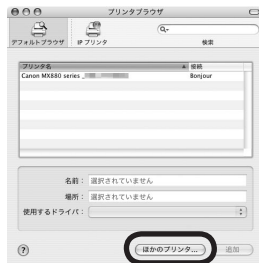 プリンタブラウザ
デフォルトブラウザ IP プリンタ 検索
プリンタ名 接続
Canon MX880 series _ Bonjour
名前： 選択されていません
場所： 選択されていません
使用するドライバ：
? ほかのプリンタ... 追加